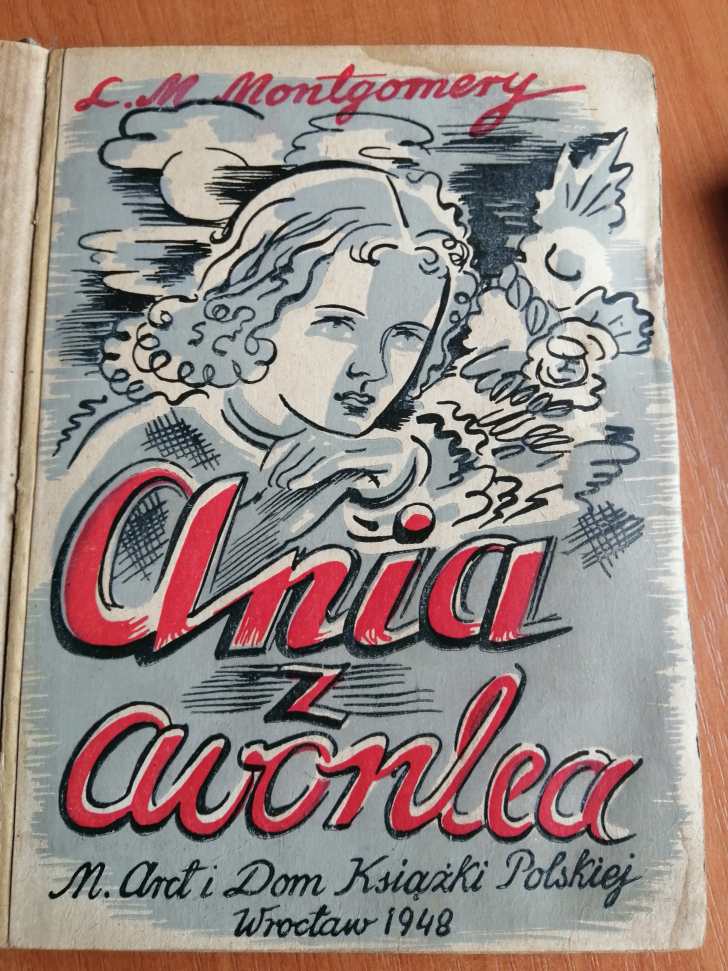 L. M Montgomery
Ania
z
Avonlea
M. Arct i Dom Książki Polskiej
Wrocław 1948